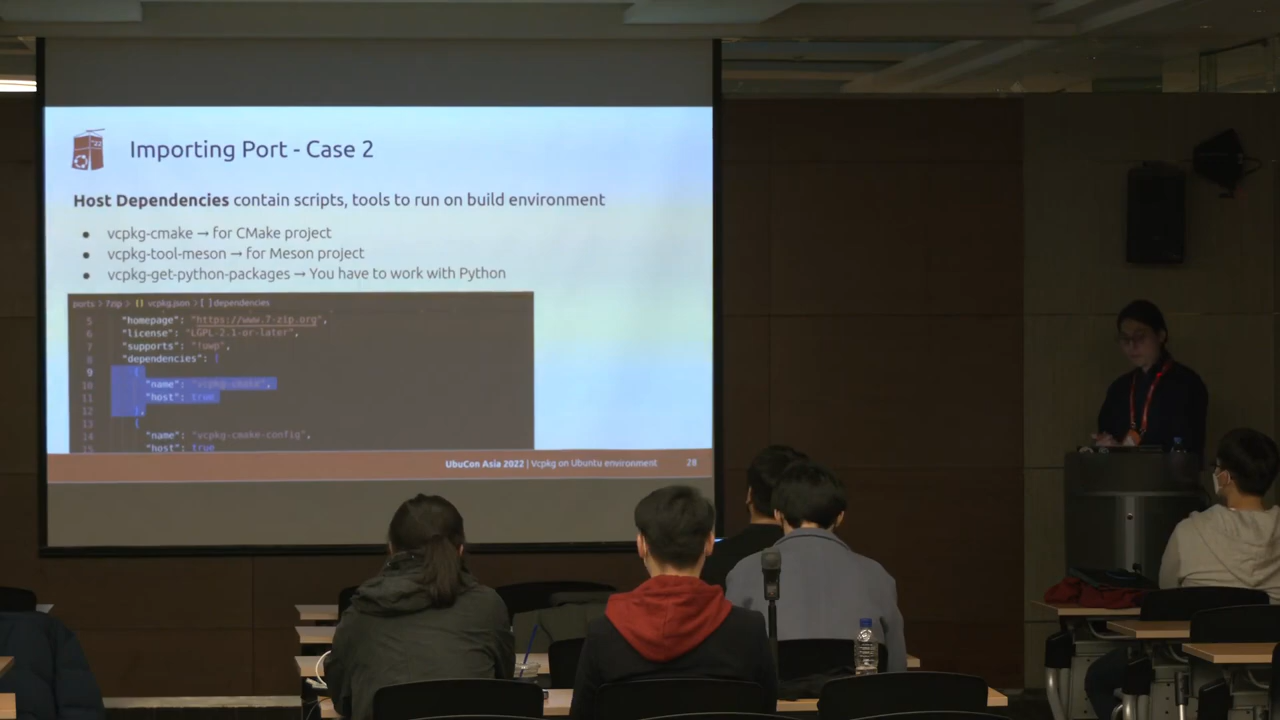 Importing Port - Case 2
Host Dependencies contain scripts, tools to run on build environment
● vcpkg-cmake → for CMake project
● vcpkg-tool-meson → for Meson project
● vcpkg-get-python-packages → You have to work with Python
ports > 7zip > {} vcpkg.json > [ ] dependencies
5 "homepage": "https://www.7-zip.org",
6 "license": "LGPL-2.1-or-later",
7 "supports": "!uwp",
8 "dependencies": [
9 {
10 "name": "vcpkg-cmake",
11 "host": true
12 },
13 {
14 "name": "vcpkg-cmake-config",
15 "host": true
UbuCon Asia 2022 | Vcpkg on Ubuntu environment 28